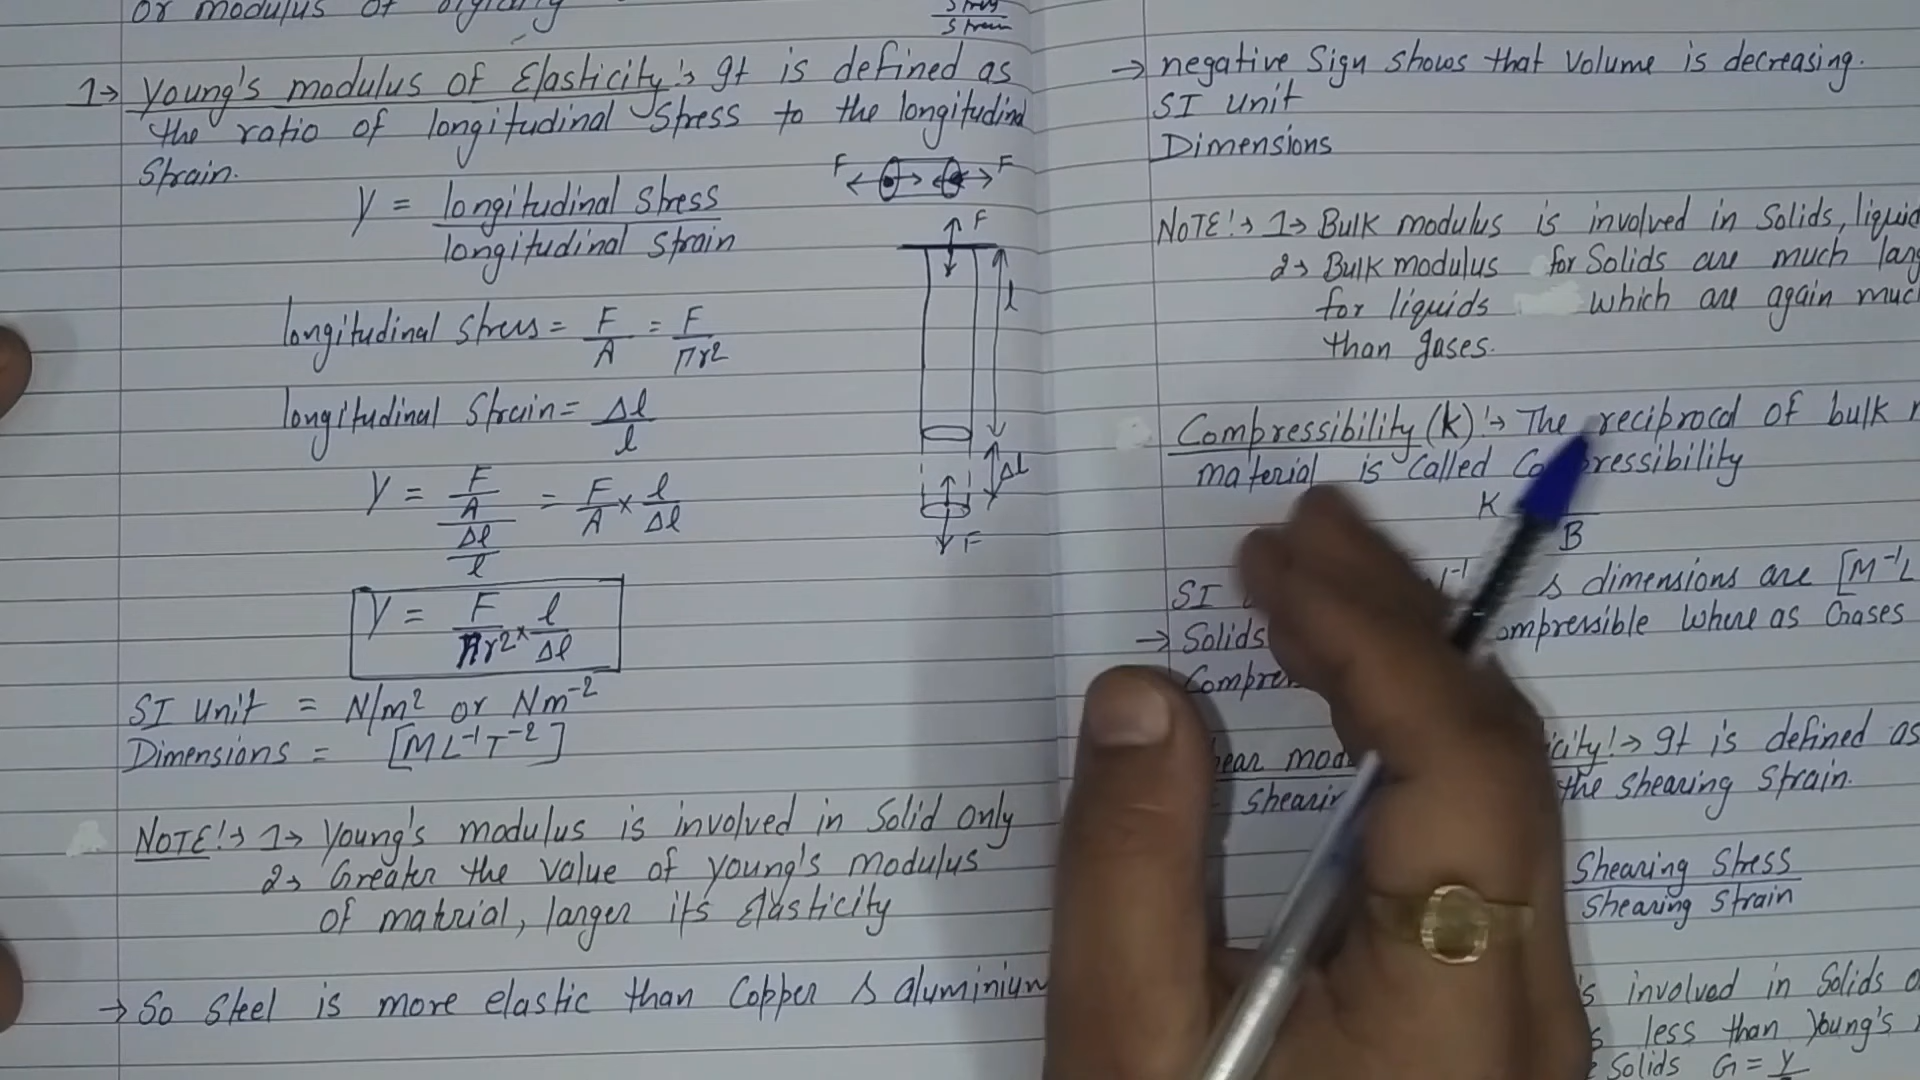 or modulus of
Stress
Strain
1→ Young's modulus of Elasticity:→ It is defined as
the ratio of longitudinal Stress to the longitudinal
Strain.
F F
Y = longitudinal Stress
longitudinal Strain
F
l
longitudinal Stress = F/A = F/πr2
longitudinal Strain = Δl/l
Δl
Y = F/A / Δl/l = F/A × l/Δl
F
Y = F/πr2 × l/Δl
SI Unit = N/m2 or Nm-2
Dimensions = [ML-1T-2]
NOTE:→ 1→ Young's modulus is involved in Solid only
2→ Greater the value of young's modulus
of material, larger its Elasticity
→ So Steel is more elastic than Copper & aluminium
→ negative Sign Shows that Volume is decreasing.
SI Unit
Dimensions
NOTE:→ 1→ Bulk modulus is involved in Solids,
2→ Bulk modulus for Solids are much
for liquids which are again much
than gases.
Compressibility (K):→ The reciprocal of bulk
material is Called Compressibility
K
B
SI & dimensions are [M-1L
→ Solids Compressible Where as Gases
It is defined as
the Shearing Strain.
Shearing Stress
Shearing Strain
involved in Solids
less than Young's
Solids G = Y